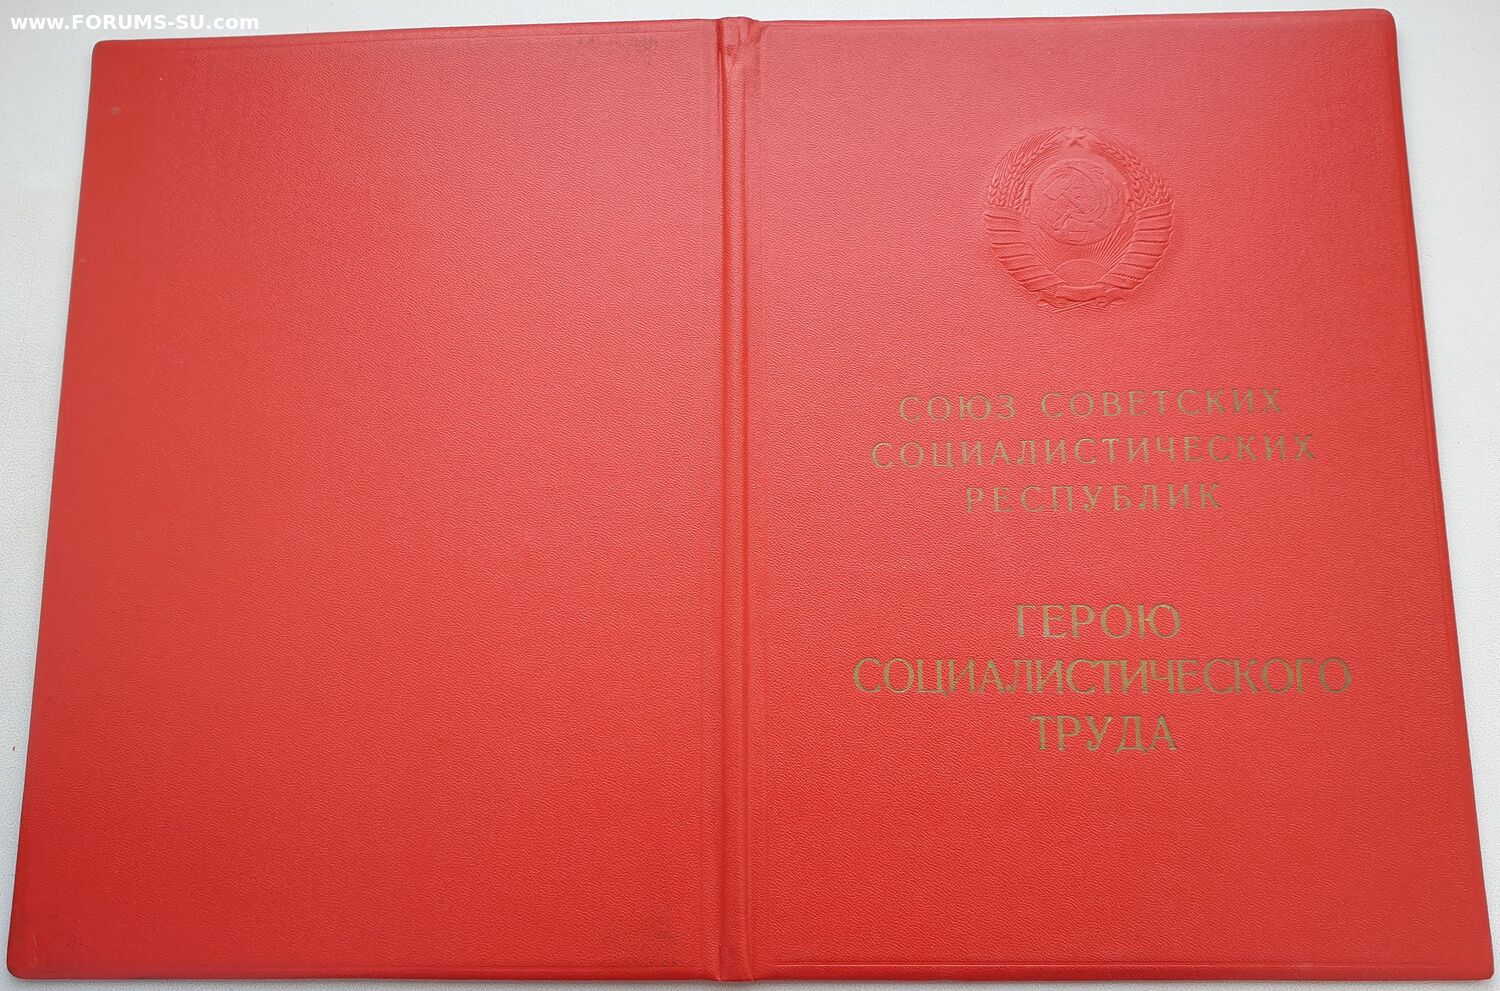 www.FORUMS-SU.com
СОЮЗ СОВЕТСКИХ
СОЦИАЛИСТИЧЕСКИХ
РЕСПУБЛИК
ГЕРОЮ
СОЦИАЛИСТИЧЕСКОГО
ТРУДА